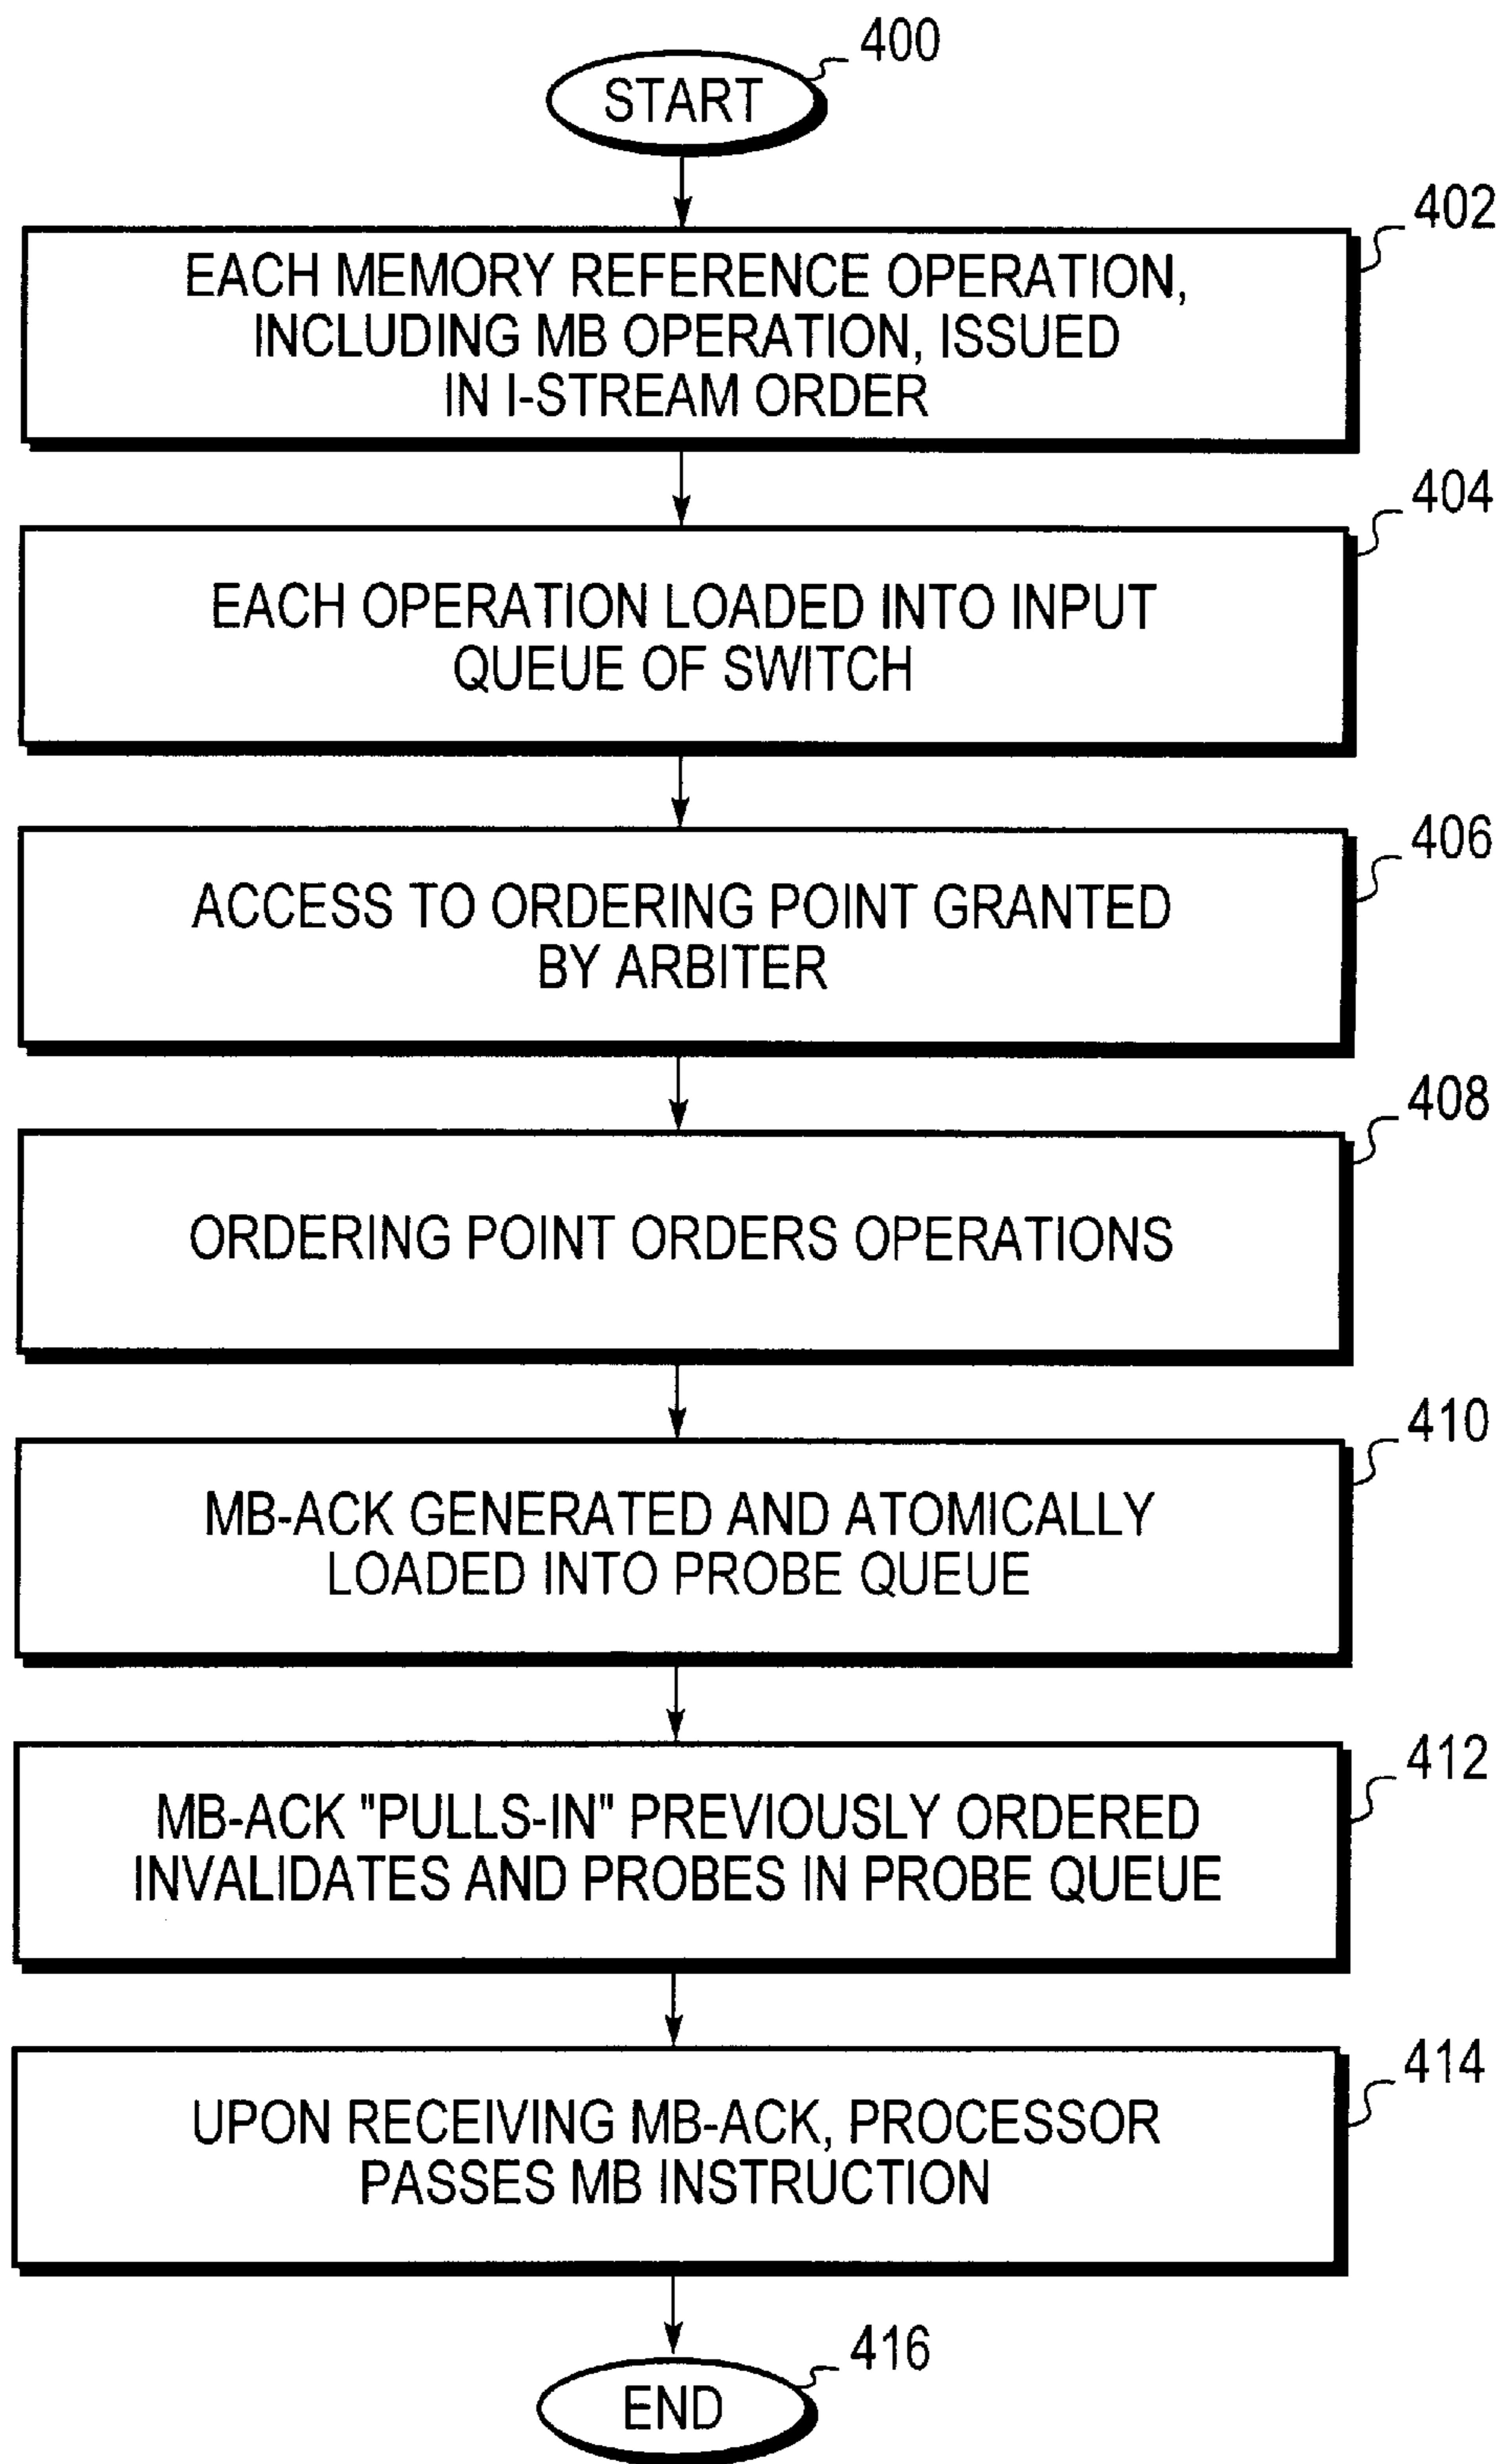 400
START
402
EACH MEMORY REFERENCE OPERATION,
INCLUDING MB OPERATION, ISSUED
IN I-STREAM ORDER
404
EACH OPERATION LOADED INTO INPUT
QUEUE OF SWITCH
406
ACCESS TO ORDERING POINT GRANTED
BY ARBITER
408
ORDERING POINT ORDERS OPERATIONS
410
MB-ACK GENERATED AND ATOMICALLY
LOADED INTO PROBE QUEUE
412
MB-ACK "PULLS-IN" PREVIOUSLY ORDERED
INVALIDATES AND PROBES IN PROBE QUEUE
414
UPON RECEIVING MB-ACK, PROCESSOR
PASSES MB INSTRUCTION
416
END